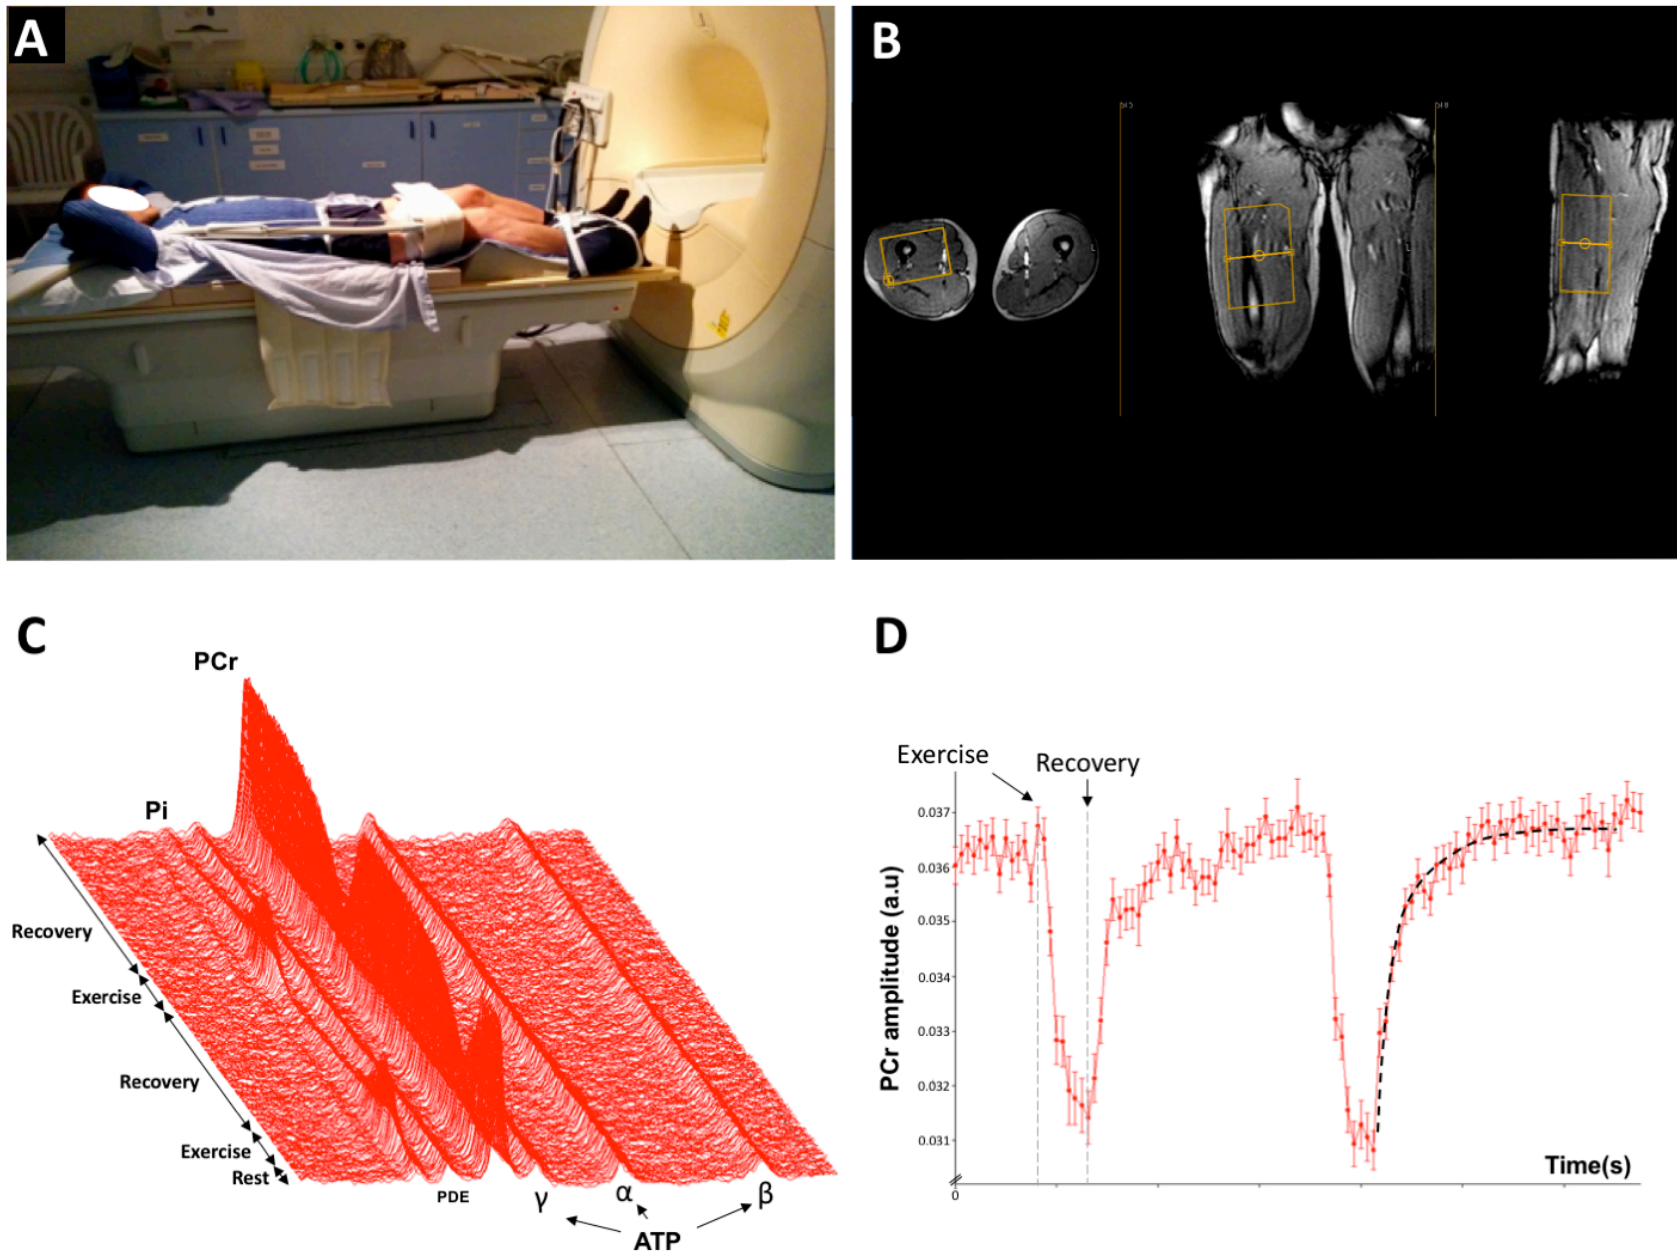 A
B
C
PCr
Pi
Recovery
Exercise
Recovery
Exercise
Rest
PDE
γ
α
β
ATP
D
Exercise
Recovery
PCr amplitude (a.u)
0.037
0.036
0.035
0.034
0.033
0.032
0.031
0
Time(s)